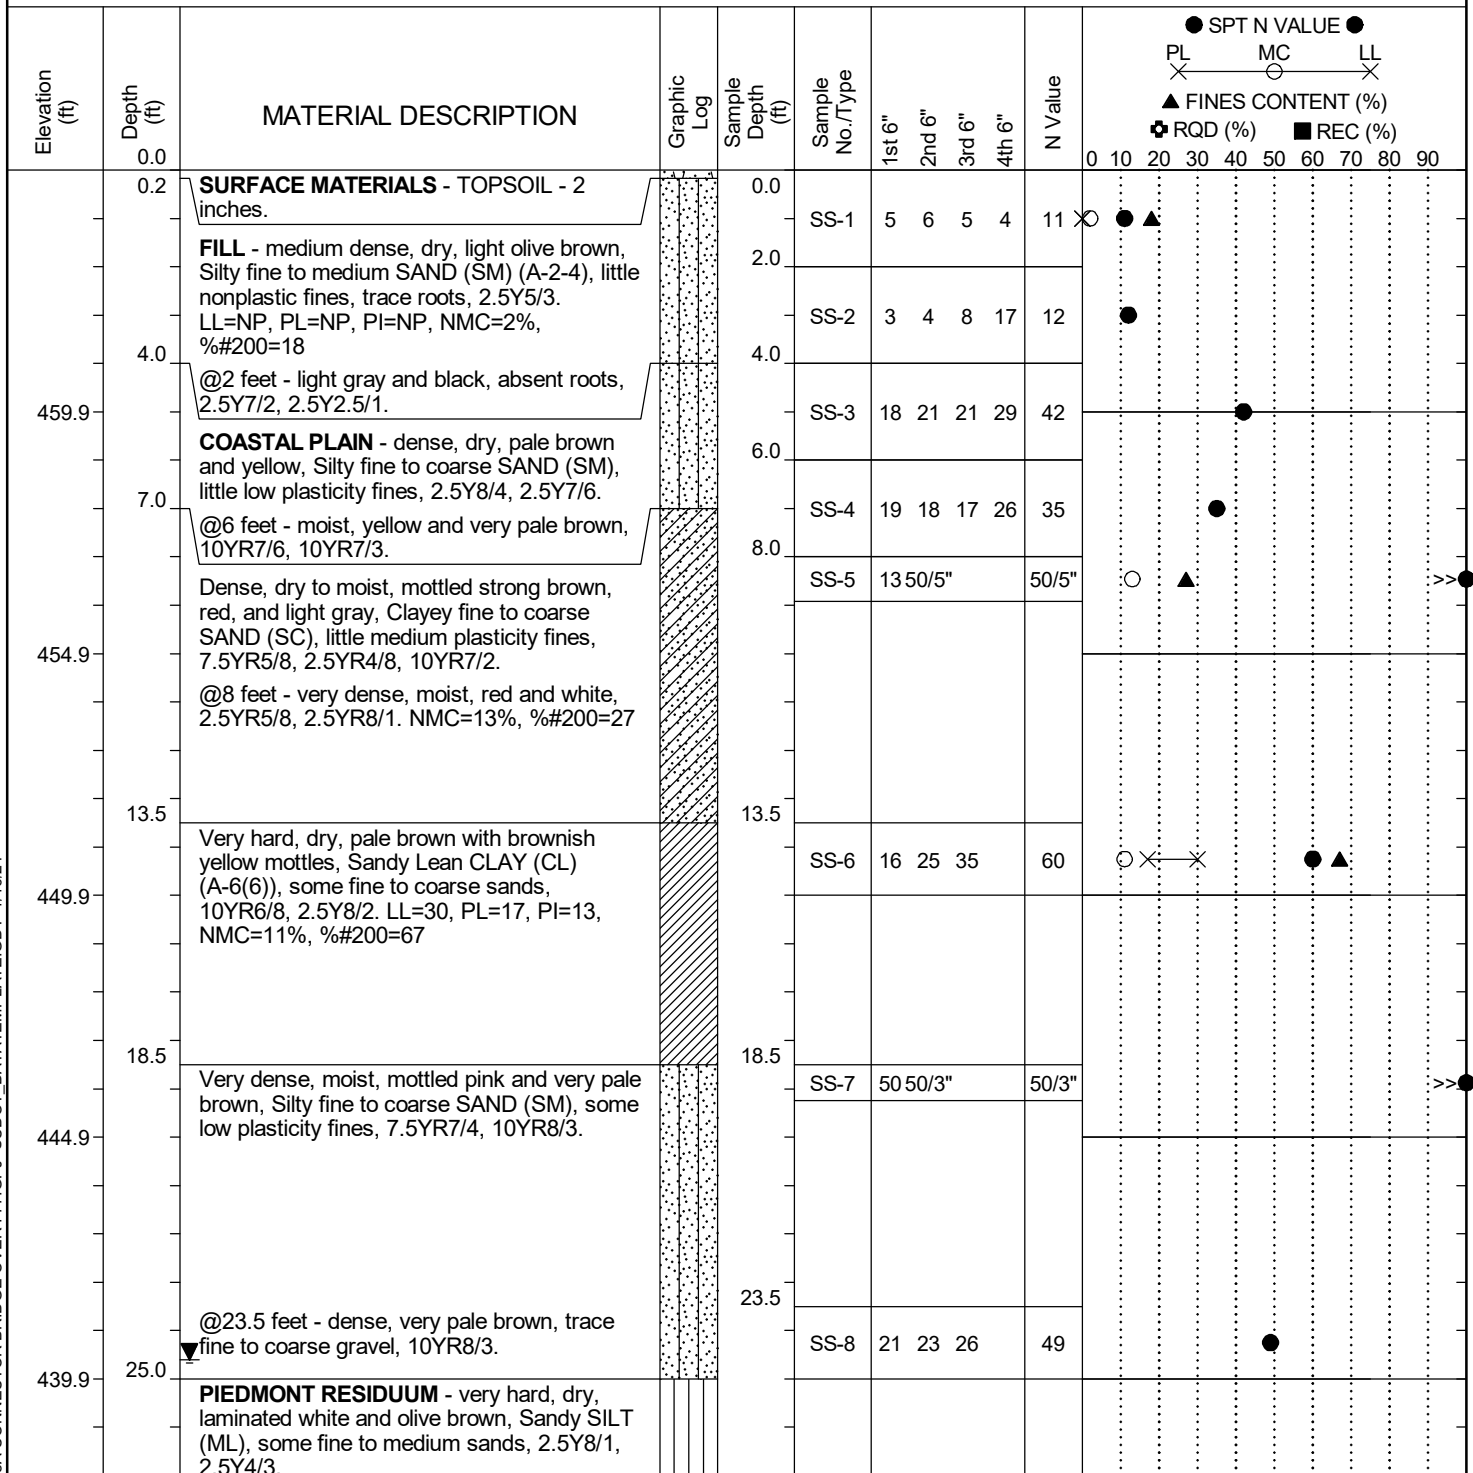 ● SPT N VALUE ●
PL MC LL
▲ FINES CONTENT (%)
RQD (%) ■ REC (%)
Elevation (ft)
Depth (ft)
MATERIAL DESCRIPTION
Graphic Log
Sample Depth (ft)
Sample No./Type
1st 6"
2nd 6"
3rd 6"
4th 6"
N Value
0.0
0 10 20 30 40 50 60 70 80 90
0.2
SURFACE MATERIALS - TOPSOIL - 2
inches.
0.0
SS-1 5 6 5 4 11
FILL - medium dense, dry, light olive brown,
Silty fine to medium SAND (SM) (A-2-4), little
nonplastic fines, trace roots, 2.5Y5/3.
LL=NP, PL=NP, PI=NP, NMC=2%,
%#200=18
2.0
SS-2 3 4 8 17 12
4.0
4.0
@2 feet - light gray and black, absent roots,
2.5Y7/2, 2.5Y2.5/1.
459.9
SS-3 18 21 21 29 42
COASTAL PLAIN - dense, dry, pale brown
and yellow, Silty fine to coarse SAND (SM),
little low plasticity fines, 2.5Y8/4, 2.5Y7/6.
6.0
7.0
SS-4 19 18 17 26 35
@6 feet - moist, yellow and very pale brown,
10YR7/6, 10YR7/3.
8.0
SS-5 13 50/5" 50/5" >>
Dense, dry to moist, mottled strong brown,
red, and light gray, Clayey fine to coarse
SAND (SC), little medium plasticity fines,
7.5YR5/8, 2.5YR4/8, 10YR7/2.
454.9
@8 feet - very dense, moist, red and white,
2.5YR5/8, 2.5YR8/1. NMC=13%, %#200=27
13.5
13.5
Very hard, dry, pale brown with brownish
yellow mottles, Sandy Lean CLAY (CL)
(A-6(6)), some fine to coarse sands,
10YR6/8, 2.5Y8/2. LL=30, PL=17, PI=13,
NMC=11%, %#200=67
SS-6 16 25 35 60
449.9
18.5
18.5
Very dense, moist, mottled pink and very pale
brown, Silty fine to coarse SAND (SM), some
low plasticity fines, 7.5YR7/4, 10YR8/3.
SS-7 50 50/3" 50/3" >>
444.9
23.5
@23.5 feet - dense, very pale brown, trace
fine to coarse gravel, 10YR8/3.
SS-8 21 23 26 49
25.0
439.9
PIEDMONT RESIDUUM - very hard, dry,
laminated white and olive brown, Sandy SILT
(ML), some fine to medium sands, 2.5Y8/1,
2.5Y4/3.